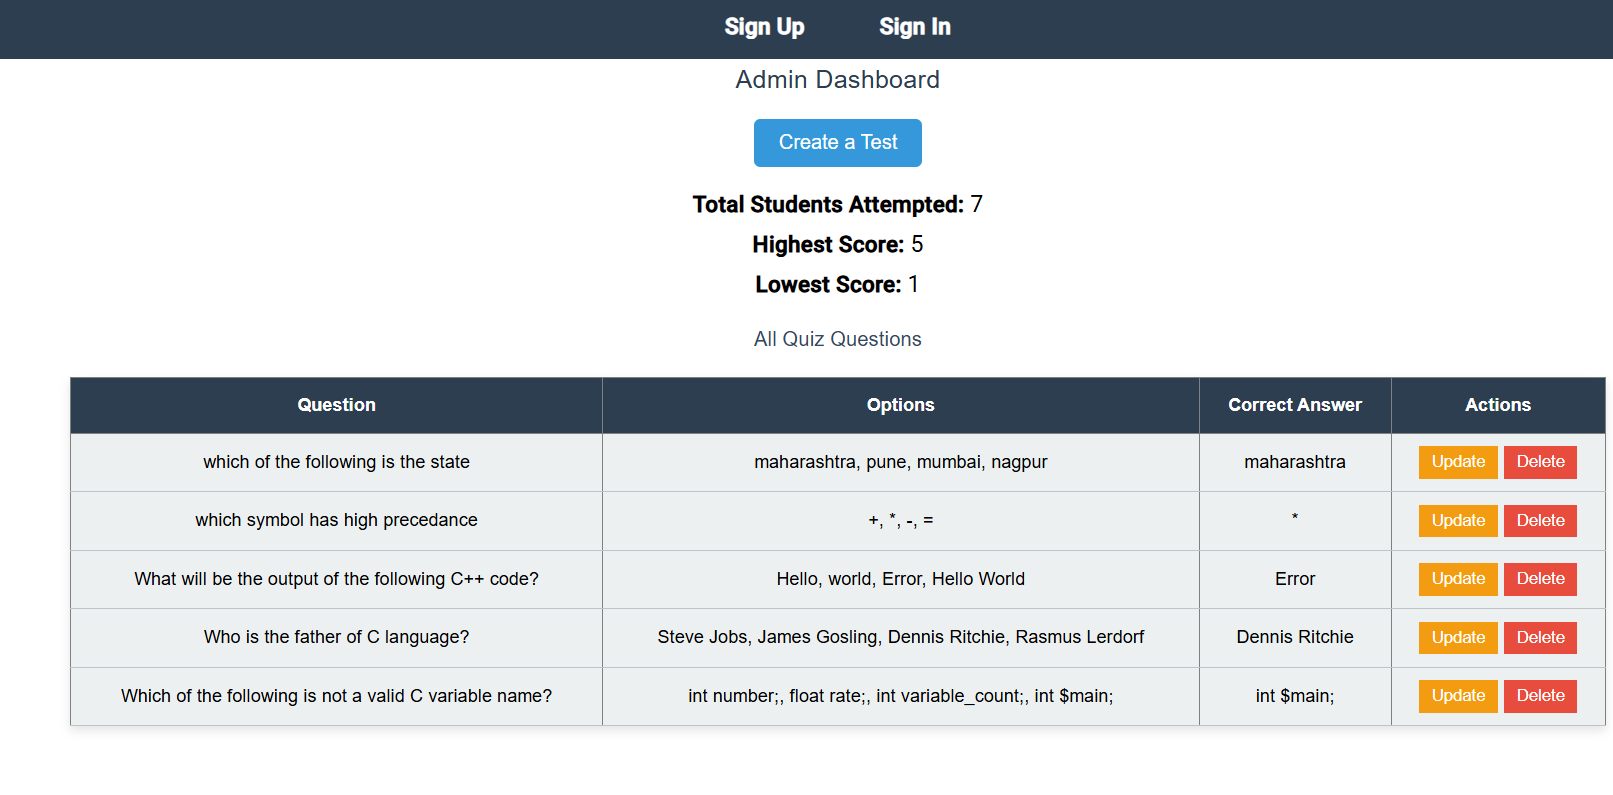 Sign Up Sign In
Admin Dashboard
Create a Test
Total Students Attempted: 7
Highest Score: 5
Lowest Score: 1
All Quiz Questions
Question Options Correct Answer Actions
which of the following is the state maharashtra, pune, mumbai, nagpur maharashtra Update Delete
which symbol has high precedance +, *, -, = * Update Delete
What will be the output of the following C++ code? Hello, world, Error, Hello World Error Update Delete
Who is the father of C language? Steve Jobs, James Gosling, Dennis Ritchie, Rasmus Lerdorf Dennis Ritchie Update Delete
Which of the following is not a valid C variable name? int number;, float rate;, int variable_count;, int $main; int $main; Update Delete